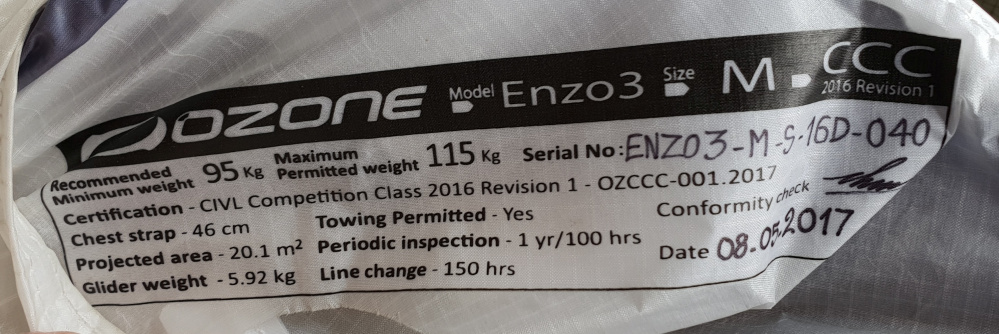 OZONE Model Enzo3 Size M CCC
2016 Revision 1
Recommended Minimum weight 95 Kg Maximum Permitted weight 115 Kg Serial No: ENZO3-M-S-16D-040
Certification - CIVL Competition Class 2016 Revision 1 - OZCCC-001.2017
Chest strap - 46 cm Towing Permitted - Yes Conformity check
Projected area - 20.1 m² Periodic inspection - 1 yr/100 hrs Date 08.05.2017
Glider weight - 5.92 kg Line change - 150 hrs